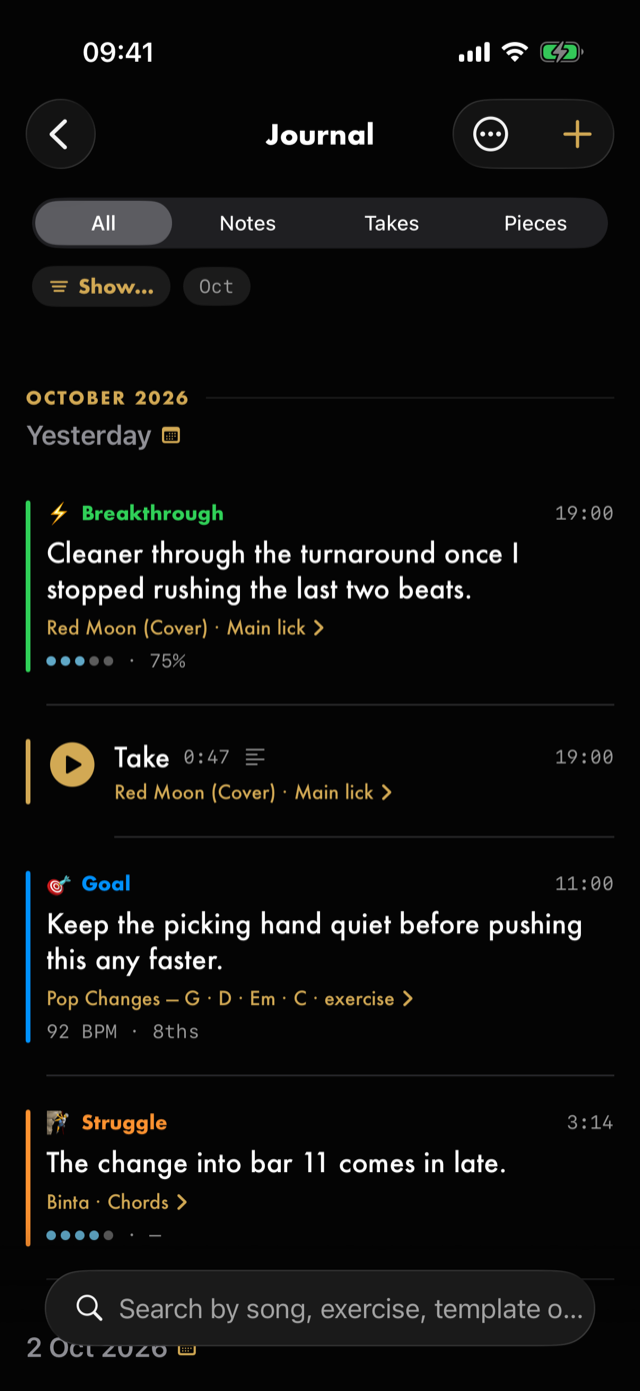 09:41
Journal
All Notes Takes Pieces
Show... Oct
OCTOBER 2026
Yesterday
Breakthrough 19:00
Cleaner through the turnaround once I
stopped rushing the last two beats.
Red Moon (Cover) · Main lick
· 75%
Take 0:47 19:00
Red Moon (Cover) · Main lick
Goal 11:00
Keep the picking hand quiet before pushing
this any faster.
Pop Changes — G · D · Em · C · exercise
92 BPM · 8ths
Struggle 3:14
The change into bar 11 comes in late.
Binta · Chords
· —
Search by song, exercise, template o...
2 Oct 2026